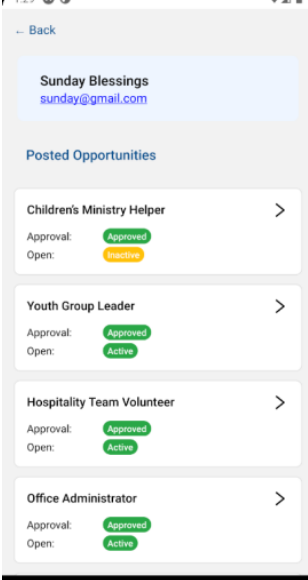 ← Back
Sunday Blessings
sunday@gmail.com
Posted Opportunities
Children's Ministry Helper
Approval: Approved
Open: Inactive
Youth Group Leader
Approval: Approved
Open: Active
Hospitality Team Volunteer
Approval: Approved
Open: Active
Office Administrator
Approval: Approved
Open: Active